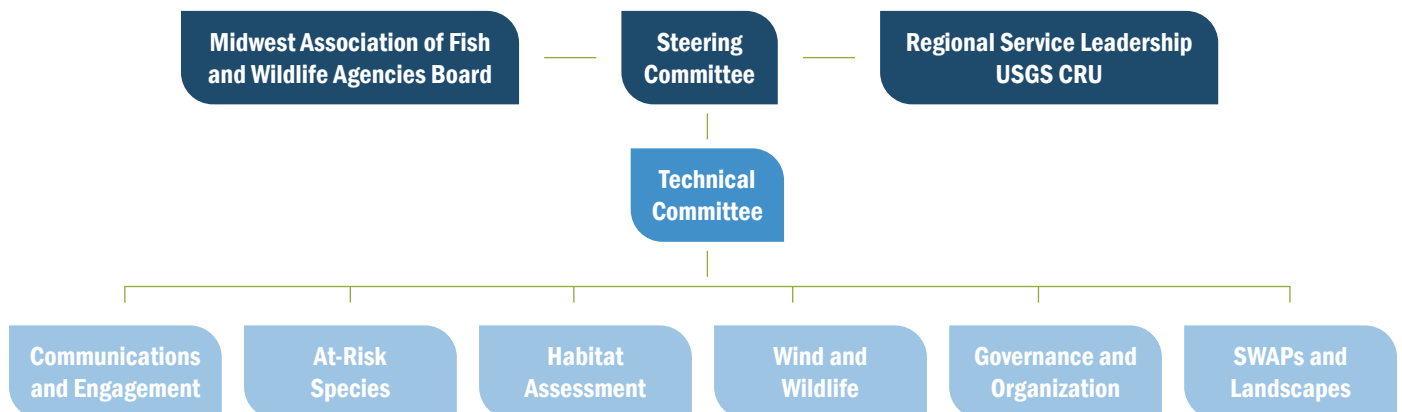 Midwest Association of Fish
and Wildlife Agencies Board
Steering
Committee
Regional Service Leadership
USGS CRU
Technical
Committee
Communications
and Engagement
At-Risk
Species
Habitat
Assessment
Wind and
Wildlife
Governance and
Organization
SWAPs and
Landscapes